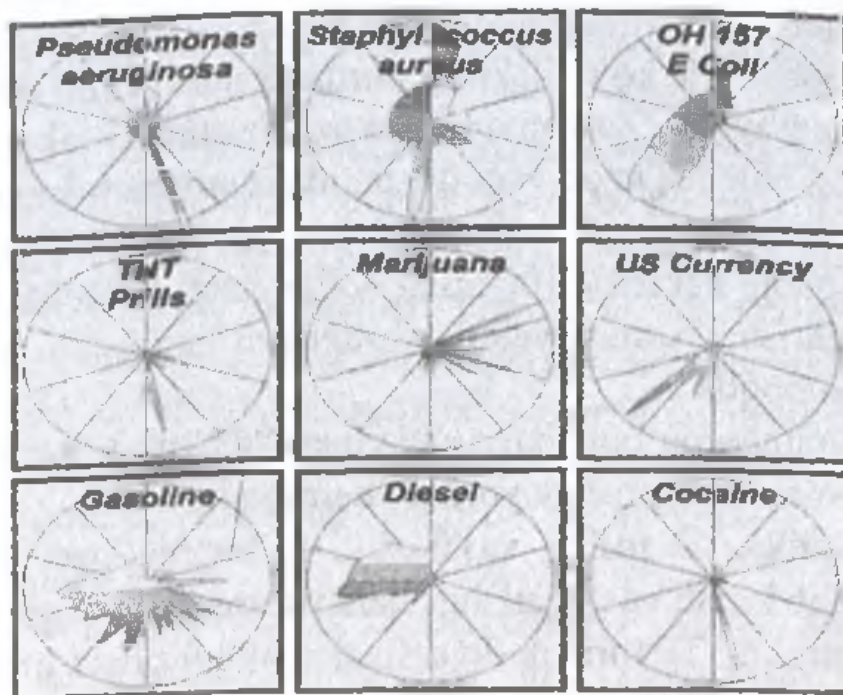 Pseudomonas
aeruginosa
Staphylococcus
aureus
OH 157
E Coli
TNT
Prills
Marijuana
US Currency
Gasoline
Diesel
Cocaine